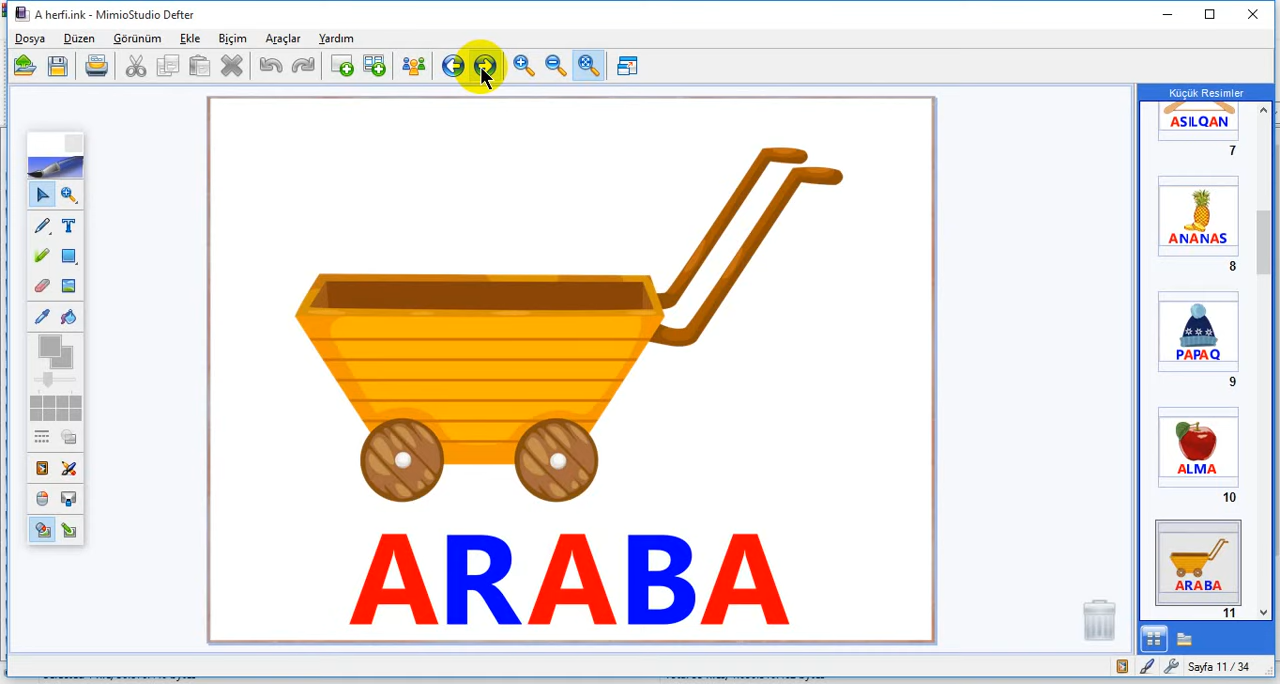 A herfi.ink - MimioStudio Defter
Dosya Düzen Görünüm Ekle Biçim Araçlar Yardım
Küçük Resimler
ASILQAN
7
ANANAS
8
PAPAQ
9
ALMA
10
ARABA
11
ARABA
Sayfa 11 / 34